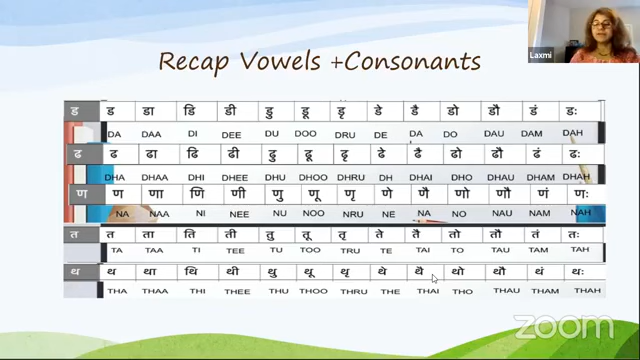 Laxmi
Recap Vowels +Consonants
ड ड डा डि डी डु डू डृ डे डै डो डौ डं डः
DA DAA DI DEE DU DOO DRU DE DA DO DAU DAM DAH
ढ ढ ढा ढि ढी ढु ढू ढृ ढे ढै ढो ढौ ढं ढः
DHA DHAA DHI DHEE DHU DHOO DHRU DH DHAI DHO DHAU DHAM DHAH
ण ण णा णि णी णु णू णृ णे णै णो णौ णं णः
NA NAA NI NEE NU NOO NRU NE NA NO NAU NAM NAH
त त ता ति ती तु तू तृ ते तै तो तौ तं तः
TA TAA TI TEE TU TOO TRU TE TAI TO TAU TAM TAH
थ थ था थि थी थु थू थृ थे थै थो थौ थं थः
THA THAA THI THEE THU THOO THRU THE THAI THO THAU THAM THAH
zoom